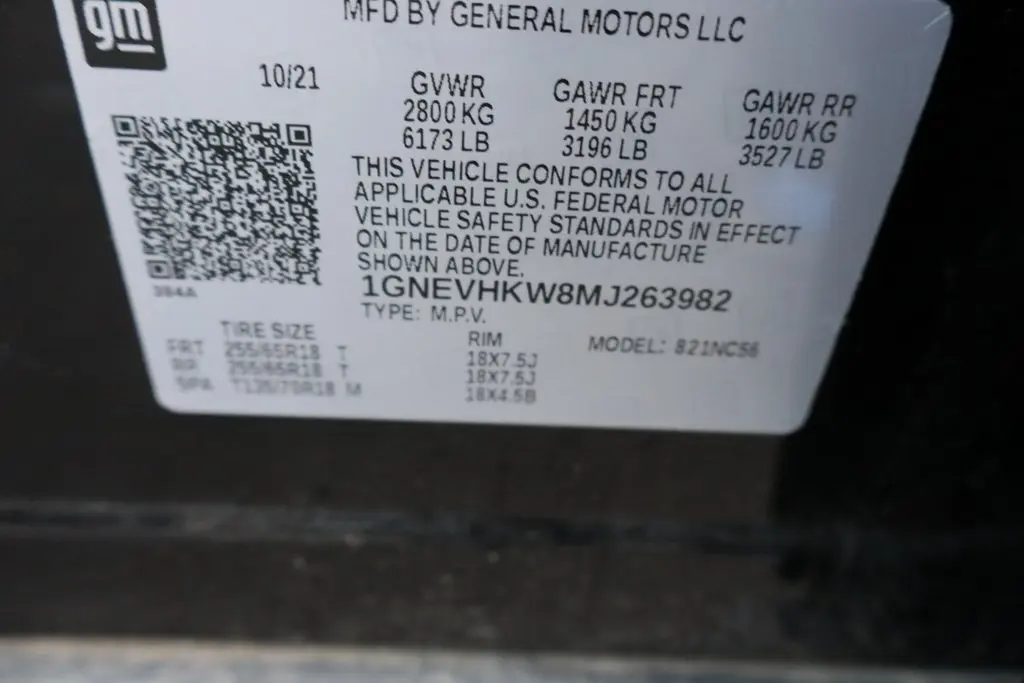 gm
MFD BY GENERAL MOTORS LLC
10/21
GVWR GAWR FRT GAWR RR
2800 KG 1450 KG 1600 KG
6173 LB 3196 LB 3527 LB
THIS VEHICLE CONFORMS TO ALL
APPLICABLE U.S. FEDERAL MOTOR
VEHICLE SAFETY STANDARDS IN EFFECT
ON THE DATE OF MANUFACTURE
SHOWN ABOVE.
1GNEVHKW8MJ263982
384A
TYPE: M.P.V.
TIRE SIZE RIM MODEL: 821NC56
FRT 255/65R18 T 18X7.5J
RR 255/65R18 T 18X7.5J
SPA T135/70R18 M 18X4.5B